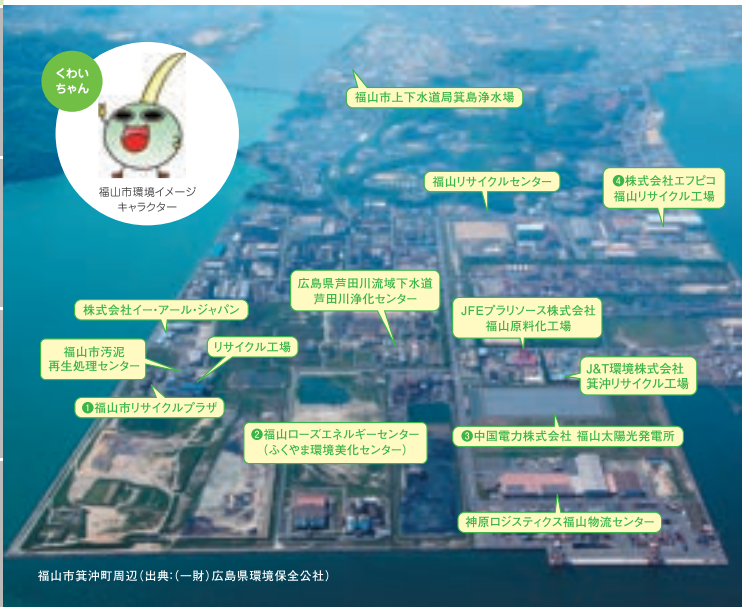 くわい
ちゃん
福山市環境イメージ
キャラクター
福山市上下水道局箕島浄水場
福山リサイクルセンター
❹株式会社エフピコ
福山リサイクル工場
広島県芦田川流域下水道
芦田川浄化センター
株式会社イー・アール・ジャパン
JFEプラリソース株式会社
福山原料化工場
福山市汚泥
再生処理センター
リサイクル工場
J&T環境株式会社
箕沖リサイクル工場
❶福山市リサイクルプラザ
❷福山ローズエネルギーセンター
(ふくやま環境美化センター)
❸中国電力株式会社 福山太陽光発電所
神原ロジスティクス福山物流センター
福山市箕沖町周辺(出典:(一財)広島県環境保全公社)